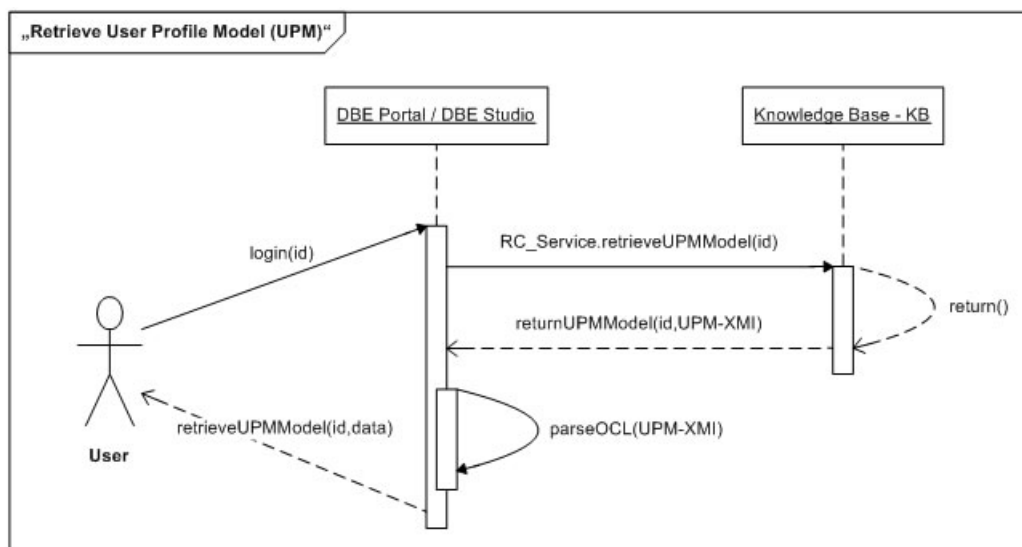 „Retrieve User Profile Model (UPM)“
DBE Portal / DBE Studio
Knowledge Base - KB
login(id)
RC_Service.retrieveUPMModel(id)
return()
returnUPMModel(id,UPM-XMI)
retrieveUPMModel(id,data)
parseOCL(UPM-XMI)
User